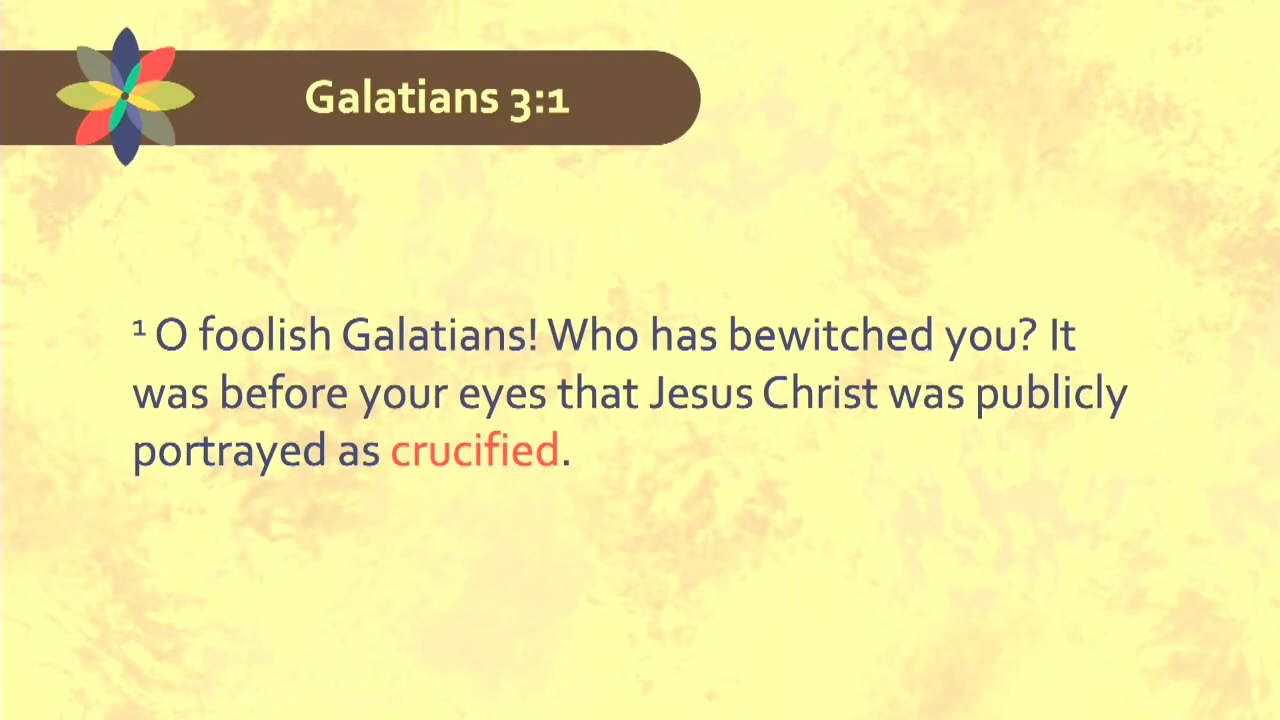 Galatians 3:1
¹ O foolish Galatians! Who has bewitched you? It
was before your eyes that Jesus Christ was publicly
portrayed as crucified.